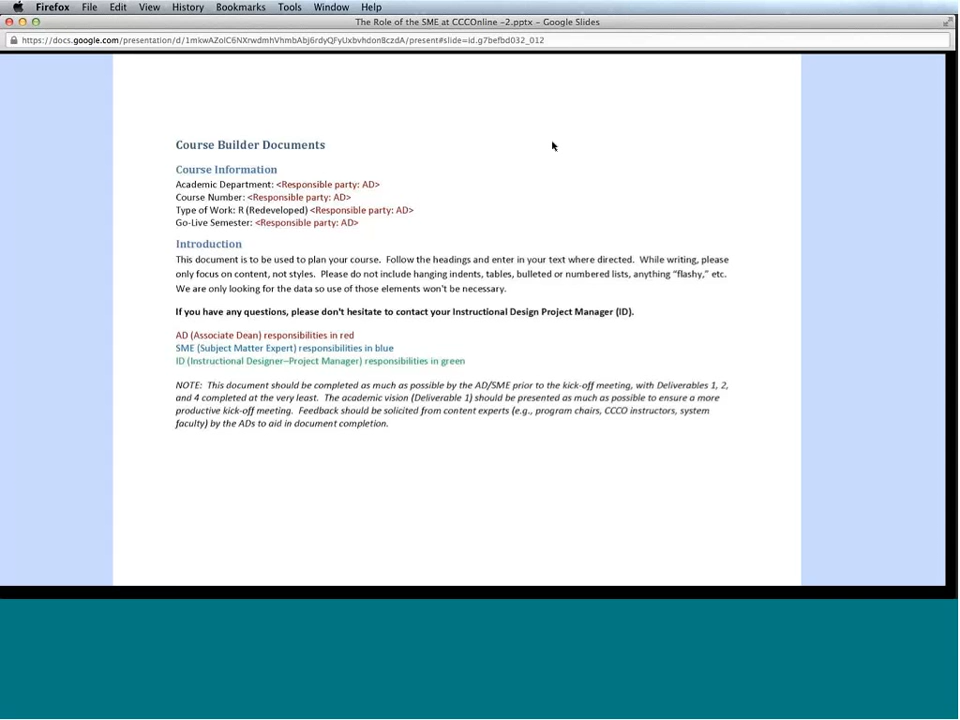 Firefox File Edit View History Bookmarks Tools Window Help
The Role of the SME at CCCOnline -2.pptx – Google Slides
https://docs.google.com/presentation/d/1mkwAZolC6NXrwdmhVhmbAbj6rdyQFyUxbvhdon8czdA/present#slide=id.g7befbd032_012
Course Builder Documents
Course Information
Academic Department: <Responsible party: AD>
Course Number: <Responsible party: AD>
Type of Work: R (Redeveloped) <Responsible party: AD>
Go-Live Semester: <Responsible party: AD>
Introduction
This document is to be used to plan your course. Follow the headings and enter in your text where directed. While writing, please
only focus on content, not styles. Please do not include hanging indents, tables, bulleted or numbered lists, anything “flashy,” etc.
We are only looking for the data so use of those elements won't be necessary.
If you have any questions, please don't hesitate to contact your Instructional Design Project Manager (ID).
AD (Associate Dean) responsibilities in red
SME (Subject Matter Expert) responsibilities in blue
ID (Instructional Designer–Project Manager) responsibilities in green
NOTE: This document should be completed as much as possible by the AD/SME prior to the kick-off meeting, with Deliverables 1, 2,
and 4 completed at the very least. The academic vision (Deliverable 1) should be presented as much as possible to ensure a more
productive kick-off meeting. Feedback should be solicited from content experts (e.g., program chairs, CCCO instructors, system
faculty) by the ADs to aid in document completion.